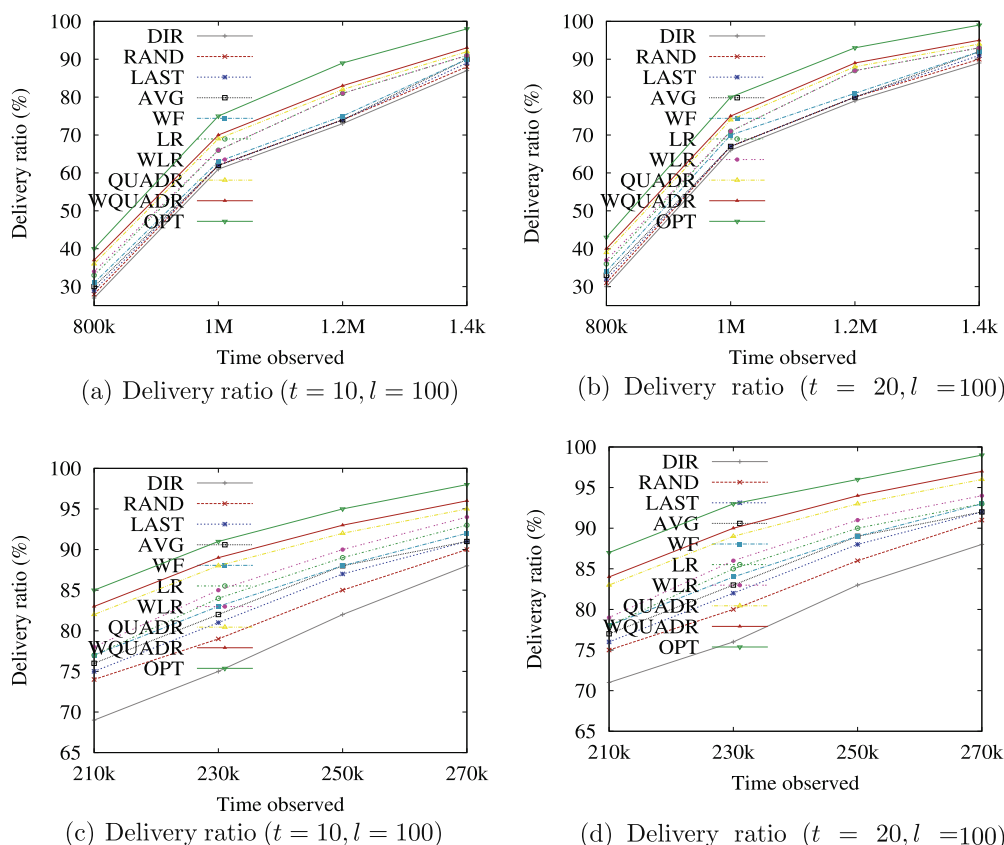 100
90
80
70
60
50
40
30
Delivery ratio (%)
DIR
RAND
LAST
AVG
WF
LR
WLR
QUADR
WQUADR
OPT
800k 1M 1.2M 1.4k
Time observed
(a) Delivery ratio (t = 10, l = 100)
100
90
80
70
60
50
40
30
Deliveray ratio (%)
DIR
RAND
LAST
AVG
WF
LR
WLR
QUADR
WQUADR
OPT
800k 1M 1.2M 1.4k
Time observed
(b) Delivery ratio (t = 20, l =100)
100
95
90
85
80
75
70
65
Delivery ratio (%)
DIR
RAND
LAST
AVG
WF
LR
WLR
QUADR
WQUADR
OPT
210k 230k 250k 270k
Time observed
(c) Delivery ratio (t = 10, l = 100)
100
95
90
85
80
75
70
65
Deliveray ratio (%)
DIR
RAND
LAST
AVG
WF
LR
WLR
QUADR
WQUADR
OPT
210k 230k 250k 270k
Time observed
(d) Delivery ratio (t = 20, l =100)